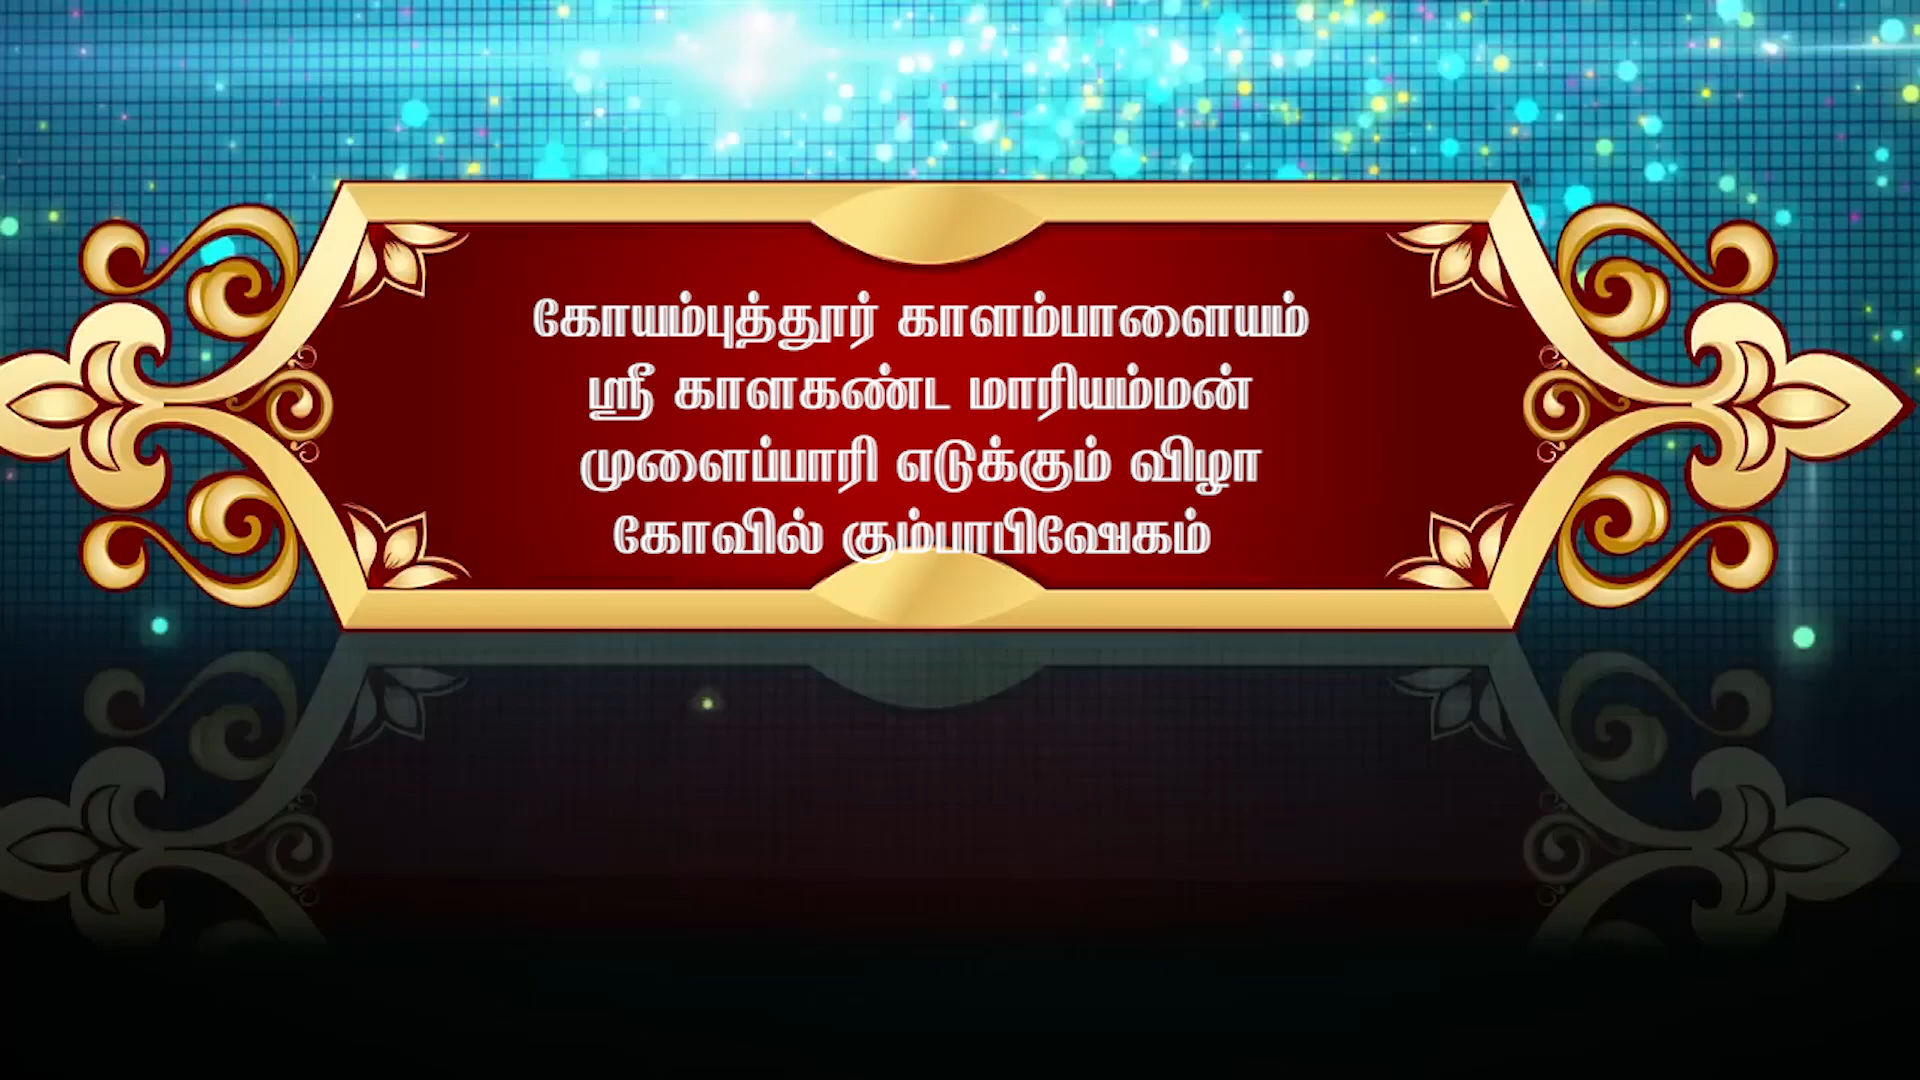 கோயம்புத்தூர் காளம்பாளையம்
ஸ்ரீ காளகண்ட மாரியம்மன்
முளைப்பாரி எடுக்கும் விழா
கோவில் கும்பாபிஷேகம்